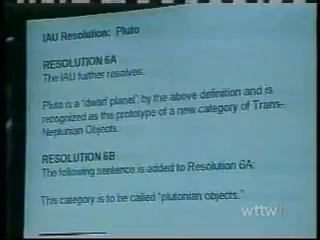 IAU Resolution: Pluto
RESOLUTION 6A
The IAU further resolves:
Pluto is a "dwarf planet" by the above definition and is
recognized as the prototype of a new category of Trans-
Neptunian Objects.
RESOLUTION 6B
The following sentence is added to Resolution 6A:
This category is to be called "plutonian objects."
wttw11